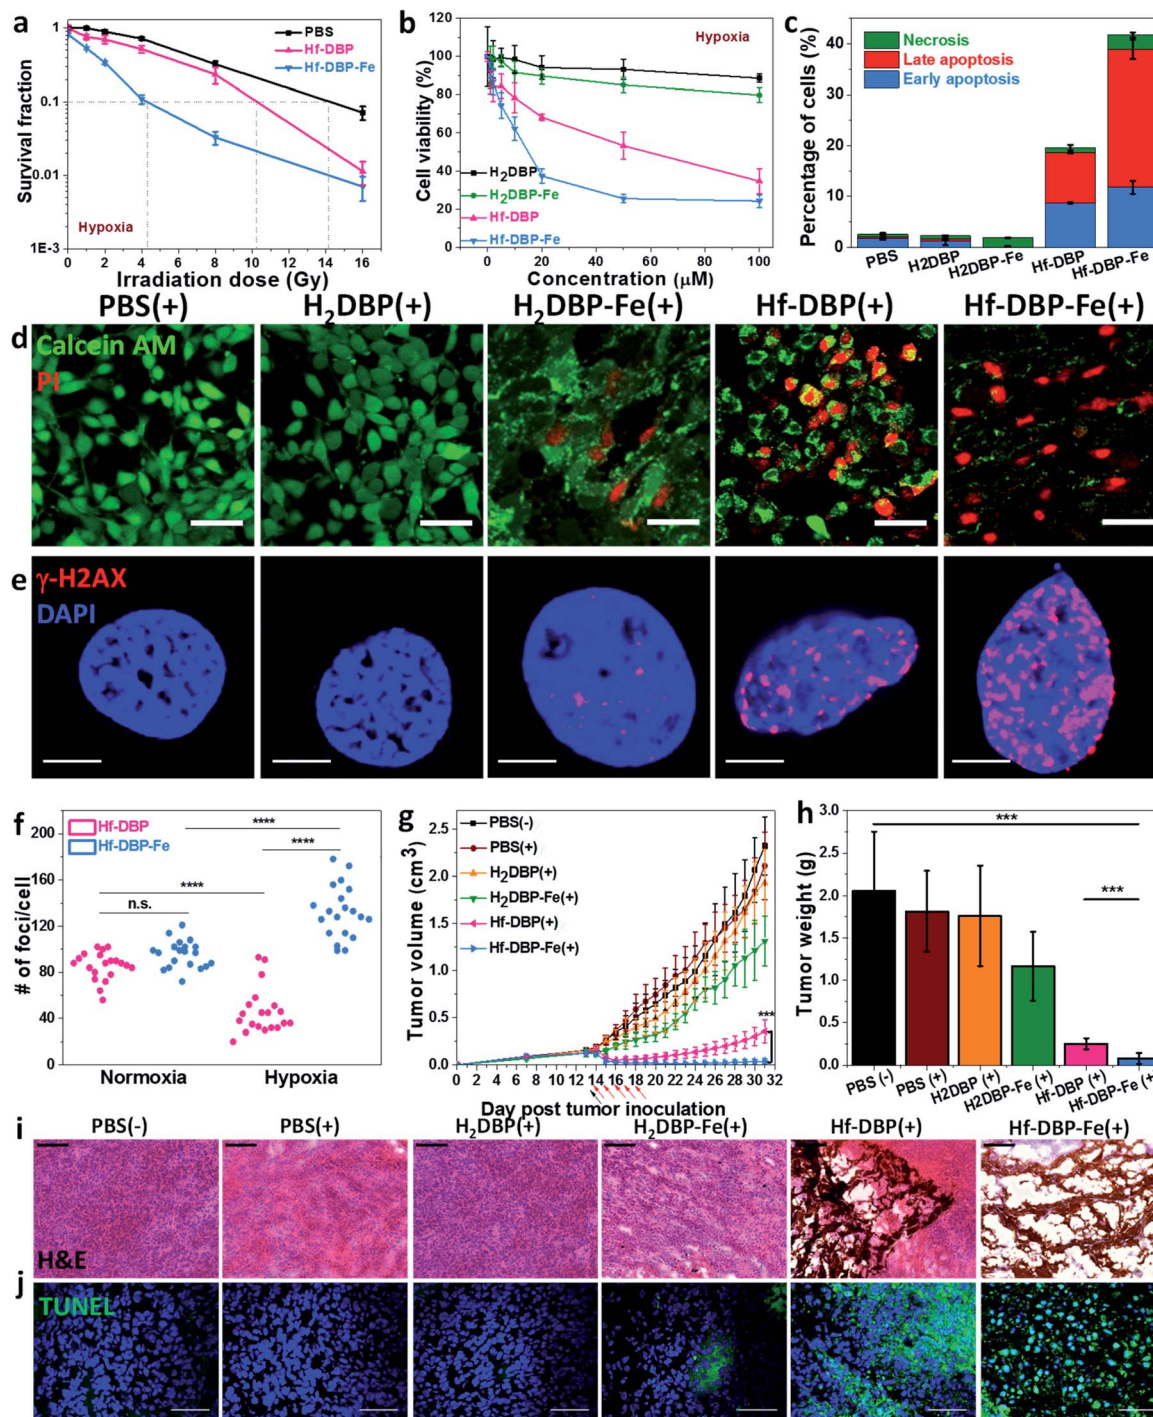 a
1
0.1
0.01
1E-3
Survival fraction
PBS
Hf-DBP
Hf-DBP-Fe
Hypoxia
0 2 4 6 8 10 12 14 16
Irradiation dose (Gy)
b
120
100
80
60
40
20
0
Cell viability (%)
Hypoxia
H2DBP
H2DBP-Fe
Hf-DBP
Hf-DBP-Fe
0 20 40 60 80 100
Concentration (μM)
c
40
30
20
10
0
Percentage of cells (%)
Necrosis
Late apoptosis
Early apoptosis
PBS H2DBP H2DBP-Fe Hf-DBP Hf-DBP-Fe
PBS(+) H2DBP(+) H2DBP-Fe(+) Hf-DBP(+) Hf-DBP-Fe(+)
d
Calcein AM
PI
e
γ-H2AX
DAPI
f
200
160
120
80
40
0
# of foci/cell
Hf-DBP
Hf-DBP-Fe
****
****
****
n.s.
Normoxia Hypoxia
g
2.5
2.0
1.5
1.0
0.5
0.0
Tumor volume (cm3)
PBS(-)
PBS(+)
H2DBP(+)
H2DBP-Fe(+)
Hf-DBP(+)
Hf-DBP-Fe(+)
***
0 2 4 6 8 10 12 14 16 18 20 22 24 26 28 30 32
Day post tumor inoculation
h
3.0
2.5
2.0
1.5
1.0
0.5
0.0
Tumor weight (g)
***
***
PBS (-) PBS (+) H2DBP (+) H2DBP-Fe (+) Hf-DBP (+) Hf-DBP-Fe (+)
i
PBS(-) PBS(+) H2DBP(+) H2DBP-Fe(+) Hf-DBP(+) Hf-DBP-Fe(+)
H&E
j
TUNEL